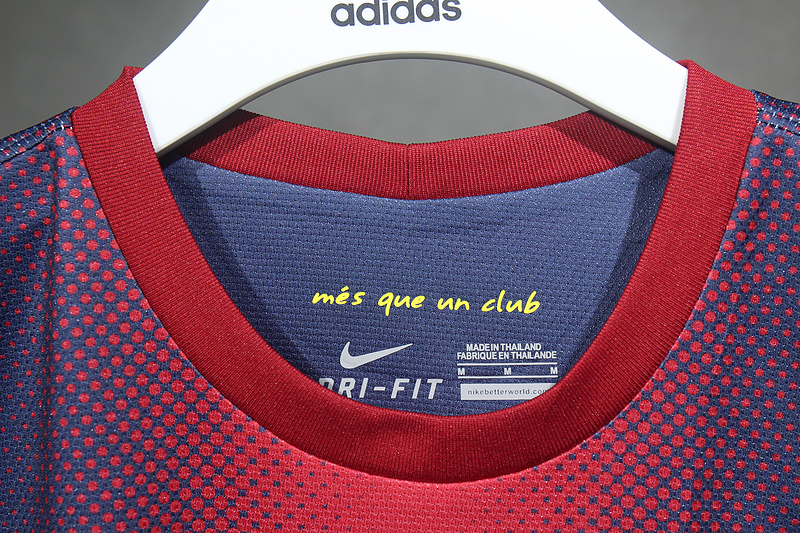 adidas
més que un club
DRI-FIT
MADE IN THAILAND
FABRIQUE EN THAILANDE
M M M
nikebetterworld.com